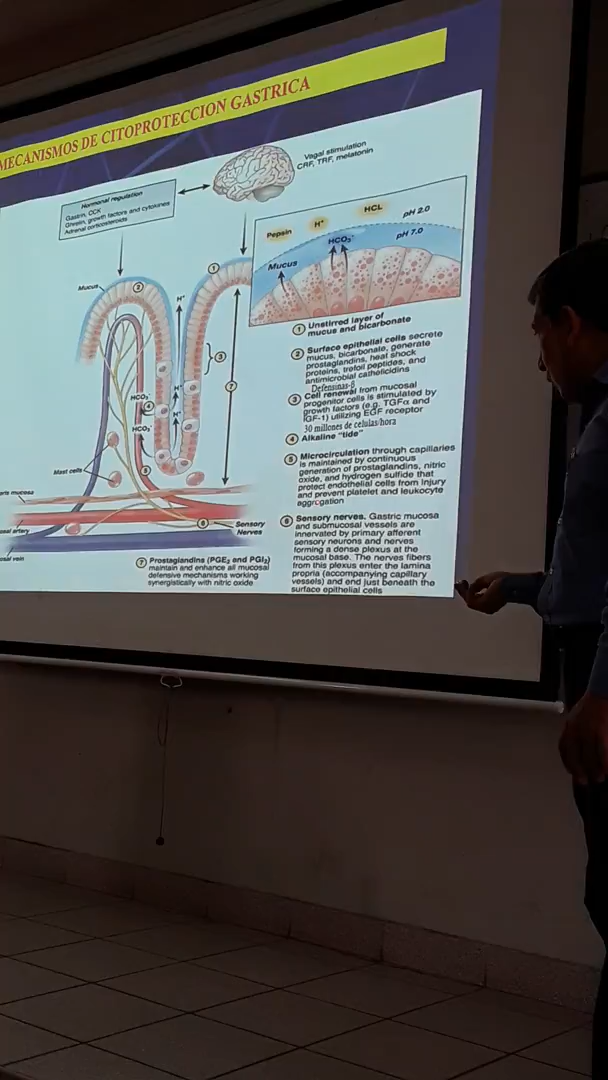 MECANISMOS DE CITOPROTECCION GASTRICA
Hormonal regulation
Gastrin, CCK
Ghrelin, growth factors and cytokines
Adrenal corticosteroids
Vagal stimulation
CRF, TRF, melatonin
Pepsin
H⁺
HCL
pH 2.0
pH 7.0
HCO₃⁻
Mucus
Mucus
1
2
3
7
H⁺
H⁺
H⁺
HCO₃⁻
4
HCO₃⁻
5
Mast cells
mucosa
artery
vein
6
Sensory
Nerves
1 Unstirred layer of
mucus and bicarbonate
2 Surface epithelial cells secrete
mucus, bicarbonate, generate
prostaglandins, heat shock
proteins, trefoil peptides, and
antimicrobial cathelicidins
Defensinas-β
3 Cell renewal from mucosal
progenitor cells is stimulated by
growth factors (e.g. TGFα and
IGF-1) utilizing EGF receptor
30 millones de celulas/hora
4 Alkaline "tide"
5 Microcirculation through capillaries
is maintained by continuous
generation of prostaglandins, nitric
oxide, and hydrogen sulfide that
protect endothelial cells from injury
and prevent platelet and leukocyte
aggregation
6 Sensory nerves. Gastric mucosa
and submucosal vessels are
innervated by primary afferent
sensory neurons and nerves
forming a dense plexus at the
mucosal base. The nerves fibers
from this plexus enter the lamina
propria (accompanying capillary
vessels) and end just beneath the
surface epithelial cells
7 Prostaglandins (PGE₂ and PGI₂)
maintain and enhance all mucosal
defensive mechanisms working
synergistically with nitric oxide